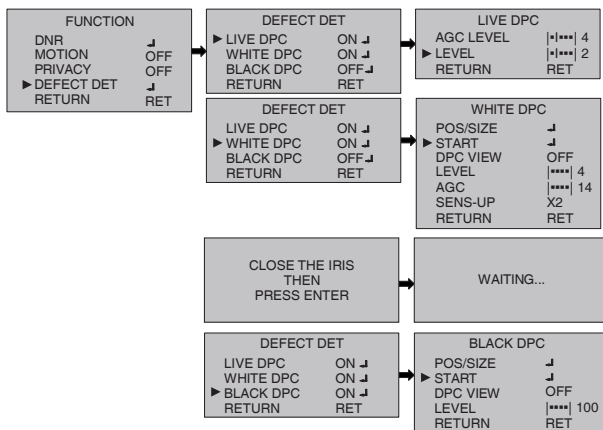 FUNCTION
DNR ↲
MOTION OFF
PRIVACY OFF
►DEFECT DET ↲
RETURN RET
DEFECT DET
►LIVE DPC ON ↲
WHITE DPC ON ↲
BLACK DPC OFF↲
RETURN RET
LIVE DPC
AGC LEVEL 4
►LEVEL 2
RETURN RET
DEFECT DET
LIVE DPC ON ↲
►WHITE DPC ON ↲
BLACK DPC OFF↲
RETURN RET
WHITE DPC
POS/SIZE ↲
►START ↲
DPC VIEW OFF
LEVEL 4
AGC 14
SENS-UP X2
RETURN RET
CLOSE THE IRIS
THEN
PRESS ENTER
WAITING...
DEFECT DET
LIVE DPC ON ↲
WHITE DPC ON ↲
►BLACK DPC ON ↲
RETURN RET
BLACK DPC
POS/SIZE ↲
►START ↲
DPC VIEW OFF
LEVEL 100
RETURN RET